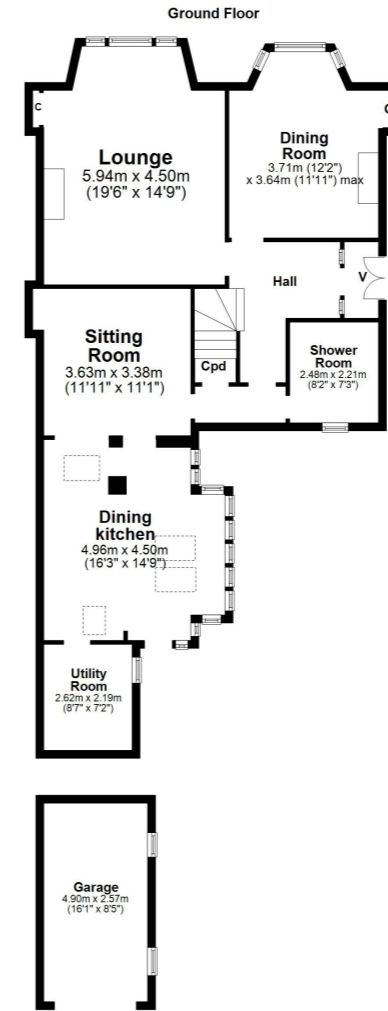 Ground Floor
C
Lounge
5.94m x 4.50m
(19'6" x 14'9")
Dining
Room
3.71m (12'2")
x 3.64m (11'11") max
C
Hall
V
Sitting
Room
3.63m x 3.38m
(11'11" x 11'1")
Cpd
Shower
Room
2.48m x 2.21m
(8'2" x 7'3")
Dining
kitchen
4.96m x 4.50m
(16'3" x 14'9")
Utility
Room
2.62m x 2.19m
(8'7" x 7'2")
Garage
4.90m x 2.57m
(16'1" x 8'5")